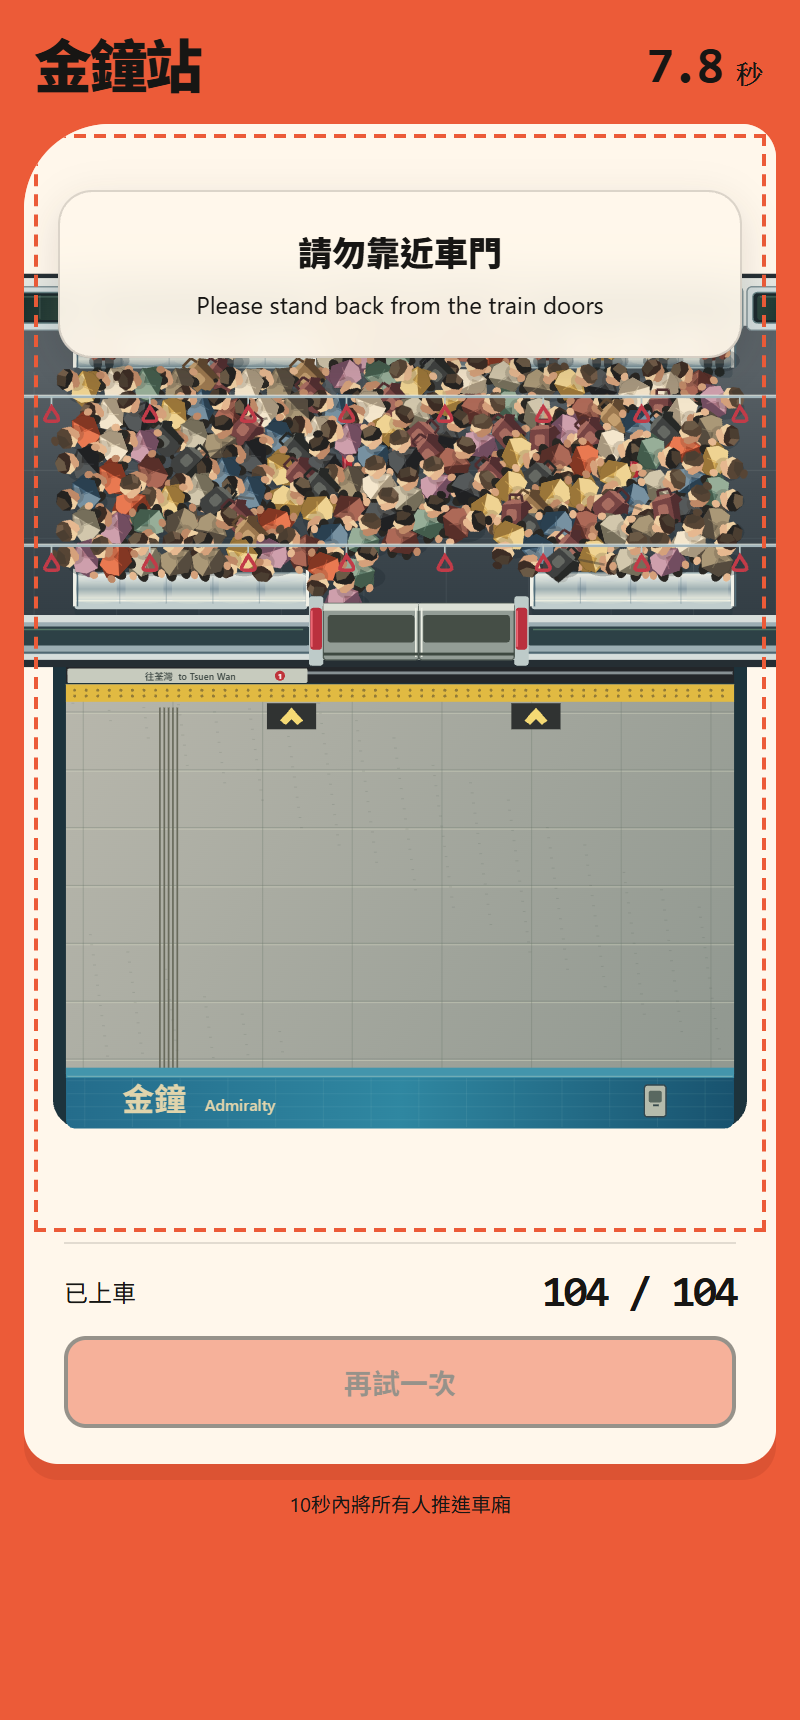 金鐘站
7.8 秒
請勿靠近車門
Please stand back from the train doors
往荃灣 to Tsuen Wan 1
金鐘 Admiralty
已上車
104 / 104
再試一次
10秒內將所有人推進車廂